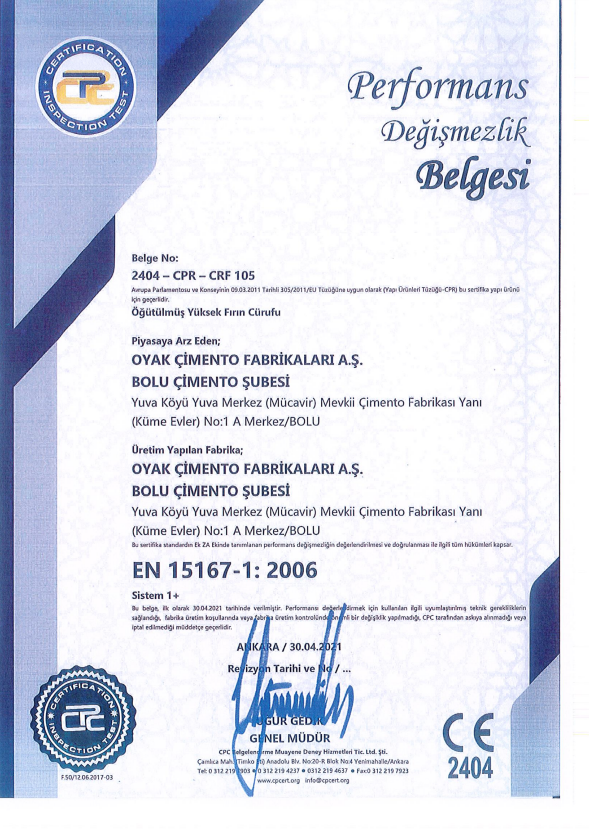 CERTIFICATION
CPC
INSPECTION TEST
Performans
Değişmezlik
Belgesi
Belge No:
2404 – CPR – CRF 105
Avrupa Parlamentosu ve Konseyinin 09.03.2011 Tarihli 305/2011/EU Tüzüğüne uygun olarak (Yapı Ürünleri Tüzüğü-CPR) bu sertifika yapı ürünü
için geçerlidir.
Öğütülmüş Yüksek Fırın Cürufu
Piyasaya Arz Eden;
OYAK ÇİMENTO FABRİKALARI A.Ş.
BOLU ÇİMENTO ŞUBESİ
Yuva Köyü Yuva Merkez (Mücavir) Mevkii Çimento Fabrikası Yanı
(Küme Evler) No:1 A Merkez/BOLU
Üretim Yapılan Fabrika;
OYAK ÇİMENTO FABRİKALARI A.Ş.
BOLU ÇİMENTO ŞUBESİ
Yuva Köyü Yuva Merkez (Mücavir) Mevkii Çimento Fabrikası Yanı
(Küme Evler) No:1 A Merkez/BOLU
Bu sertifika standardın Ek ZA Ekinde tanımlanan performans değişmezliğin değerlendirilmesi ve doğrulanması ile ilgili tüm hükümleri kapsar.
EN 15167-1: 2006
Sistem 1+
Bu belge, ilk olarak 30.04.2021 tarihinde verilmiştir. Performansı değerlendirmek için kullanılan ilgili uyumlaştırılmış teknik gerekliliklerin
sağlandığı, fabrika üretim koşullarında veya fabrika üretim kontrolünde önemli bir değişiklik yapılmadığı, CPC tarafından askıya alınmadığı veya
iptal edilmediği müddetçe geçerlidir.
ANKARA / 30.04.2021
Revizyon Tarihi ve No / ...
UĞUR GEDİK
GENEL MÜDÜR
CPC Belgelendirme Muayene Deney Hizmetleri Tic. Ltd. Şti.
Çamlıca Mah. (Timko) Anadolu Blv. No:20-R Blok No:4 Yenimahalle/Ankara
Tel: 0 312 219 ● 0 312 219 4237 ● 0312 219 4637 ● Fax:0 312 219 7923
www.cpcert.org info@cpcert.org
CERTIFICATION
CPC
INSPECTION TEST
F.50/12.06.2017-03
CE
2404